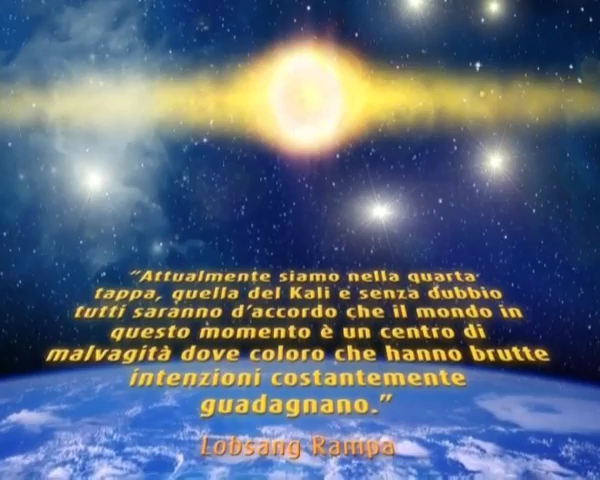 "Attualmente siamo nella quarta
tappa, quella del Kali e senza dubbio
tutti saranno d'accordo che il mondo in
questo momento è un centro di
malvagità dove coloro che hanno brutte
intenzioni costantemente
guadagnano."
Lobsang Rampa